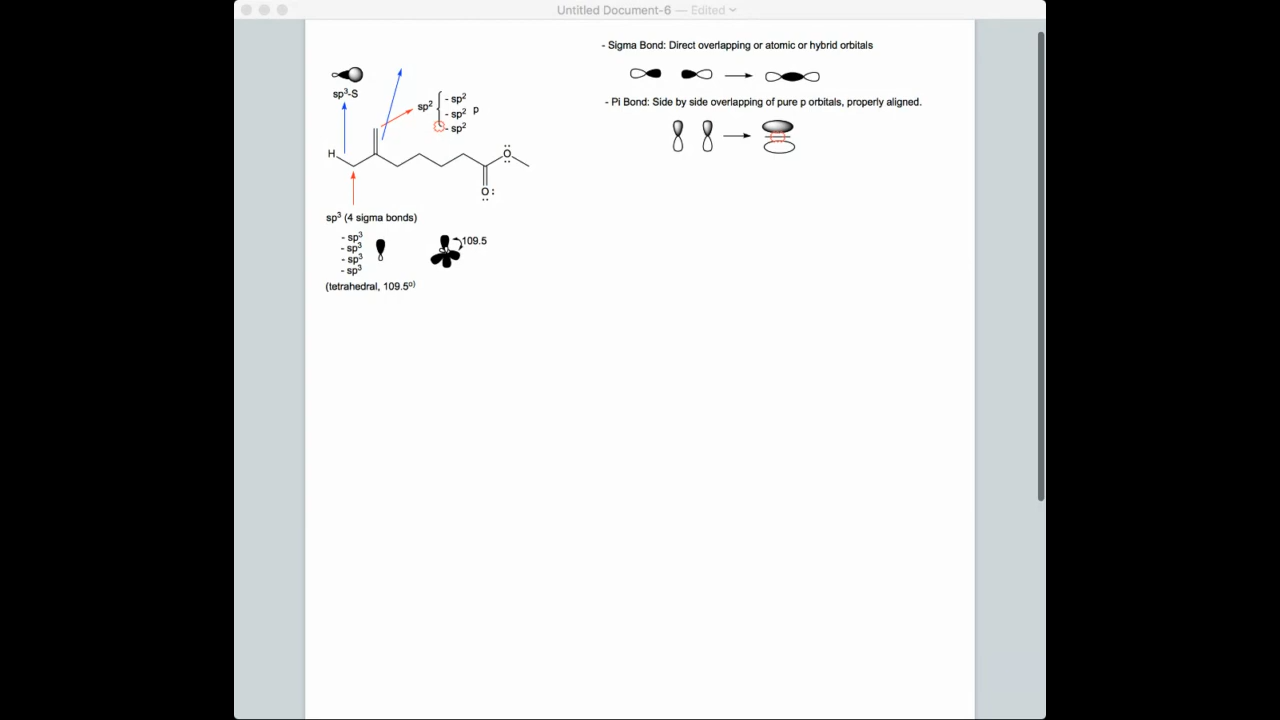 Untitled Document-6 — Edited
- Sigma Bond: Direct overlapping or atomic or hybrid orbitals
- Pi Bond: Side by side overlapping of pure p orbitals, properly aligned.
sp³-S
sp²
- sp²
- sp²
- sp²
p
H
O
O
sp³ (4 sigma bonds)
- sp³
- sp³
- sp³
- sp³
109.5
(tetrahedral, 109.5º)